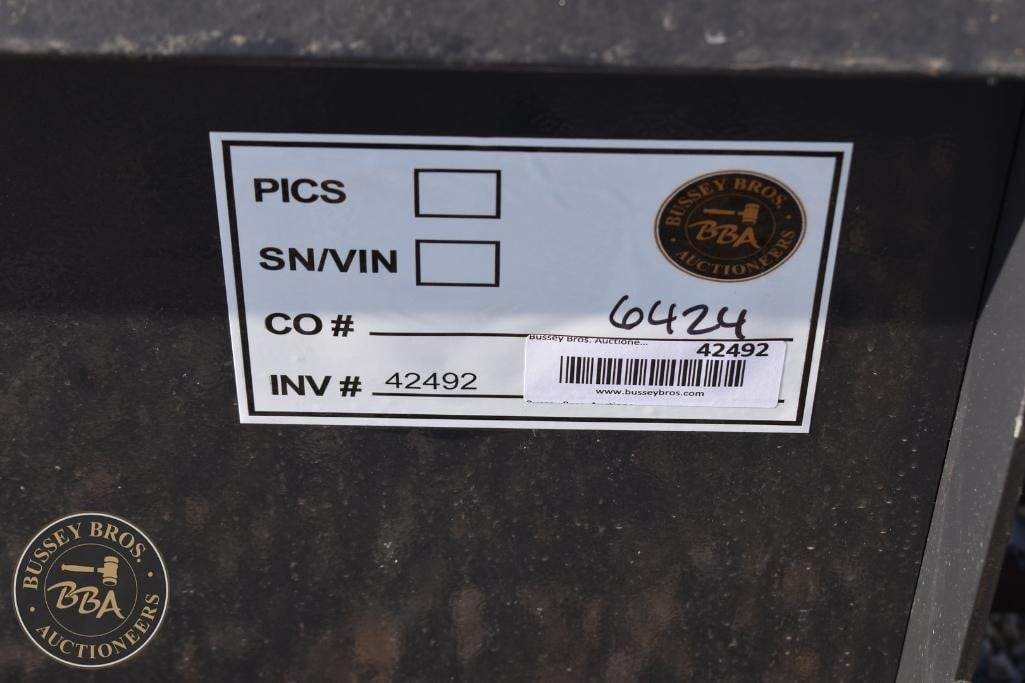 PICS
SN/VIN
BUSSEY BROS.
BBA
AUCTIONEERS
CO # 6424
INV # 42492
Bussey Bros. Auctione...
42492
www.busseybros.com
BUSSEY BROS.
BBA
AUCTIONEERS